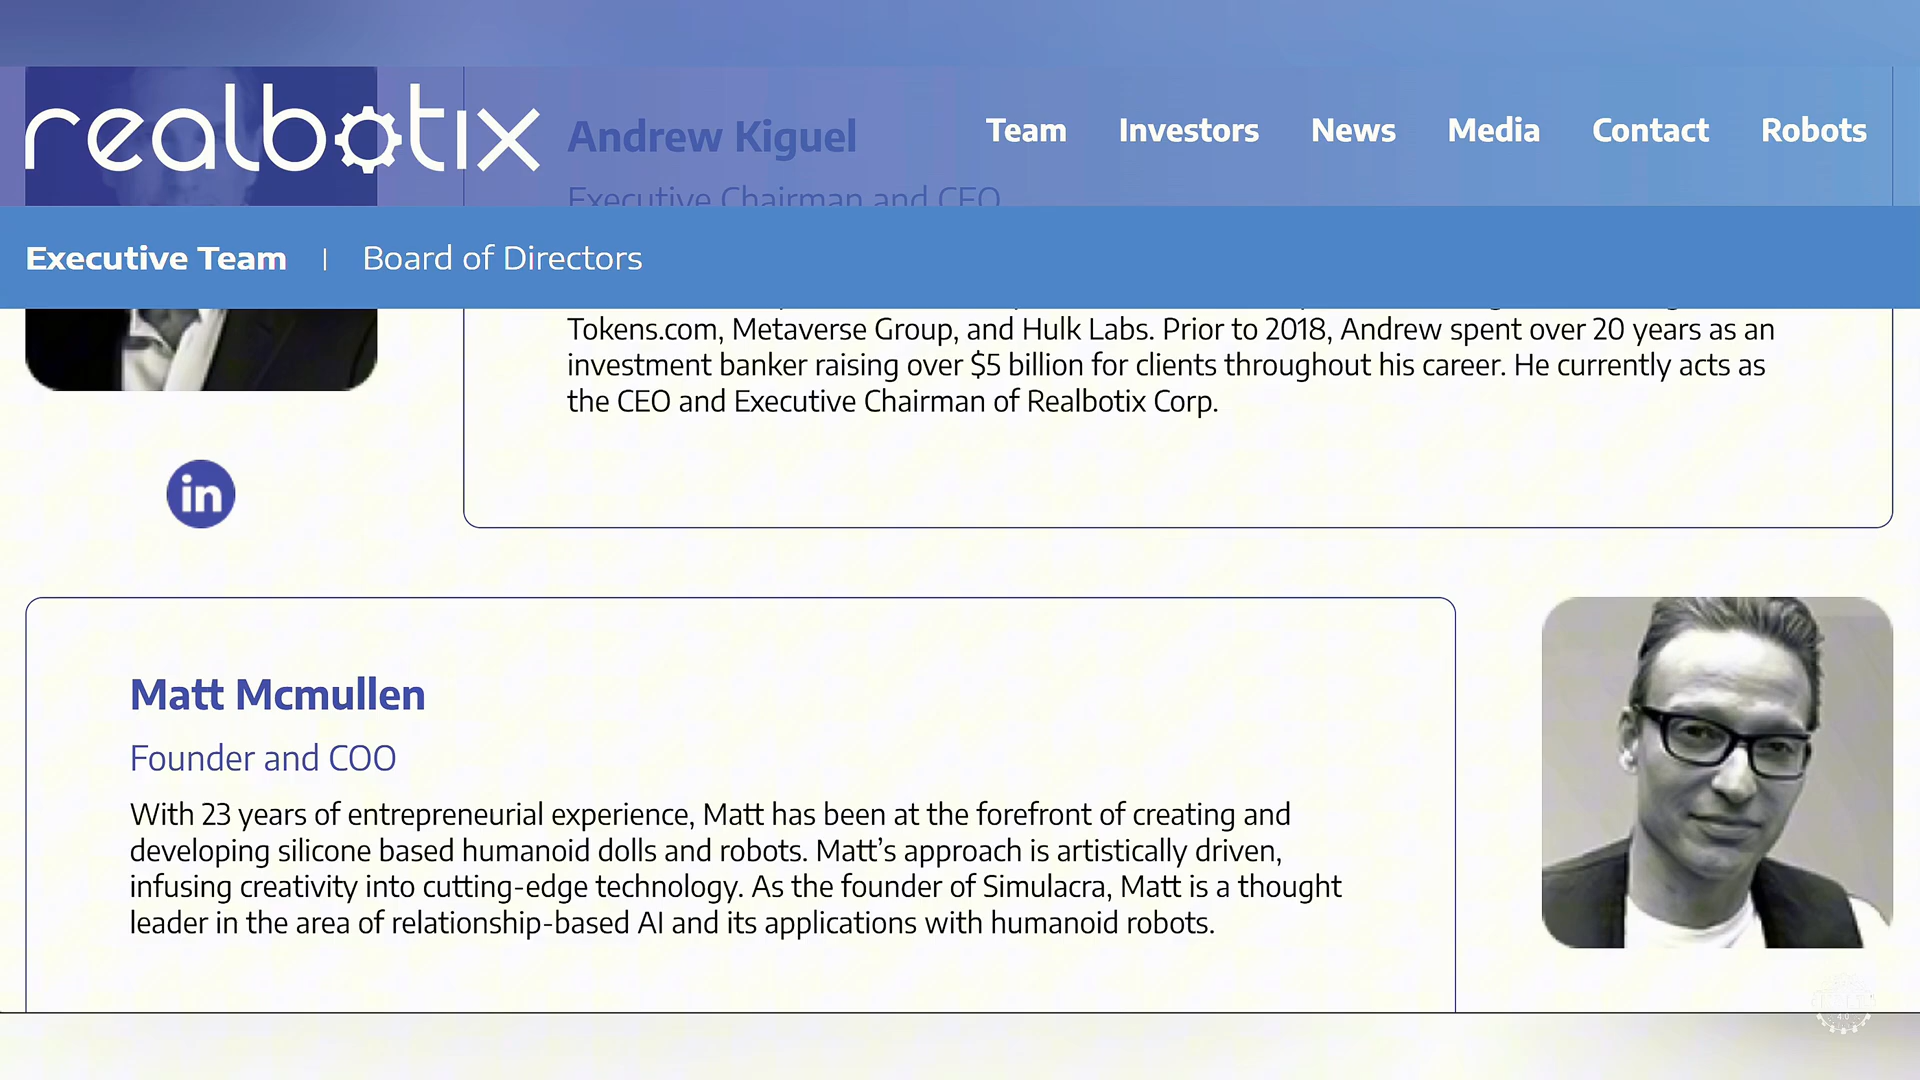 realbotix
Team Investors News Media Contact Robots
Andrew Kiguel
Executive Chairman and CEO
Executive Team | Board of Directors
Tokens.com, Metaverse Group, and Hulk Labs. Prior to 2018, Andrew spent over 20 years as an
investment banker raising over $5 billion for clients throughout his career. He currently acts as
the CEO and Executive Chairman of Realbotix Corp.
in
Matt Mcmullen
Founder and COO
With 23 years of entrepreneurial experience, Matt has been at the forefront of creating and
developing silicone based humanoid dolls and robots. Matt’s approach is artistically driven,
infusing creativity into cutting-edge technology. As the founder of Simulacra, Matt is a thought
leader in the area of relationship-based AI and its applications with humanoid robots.